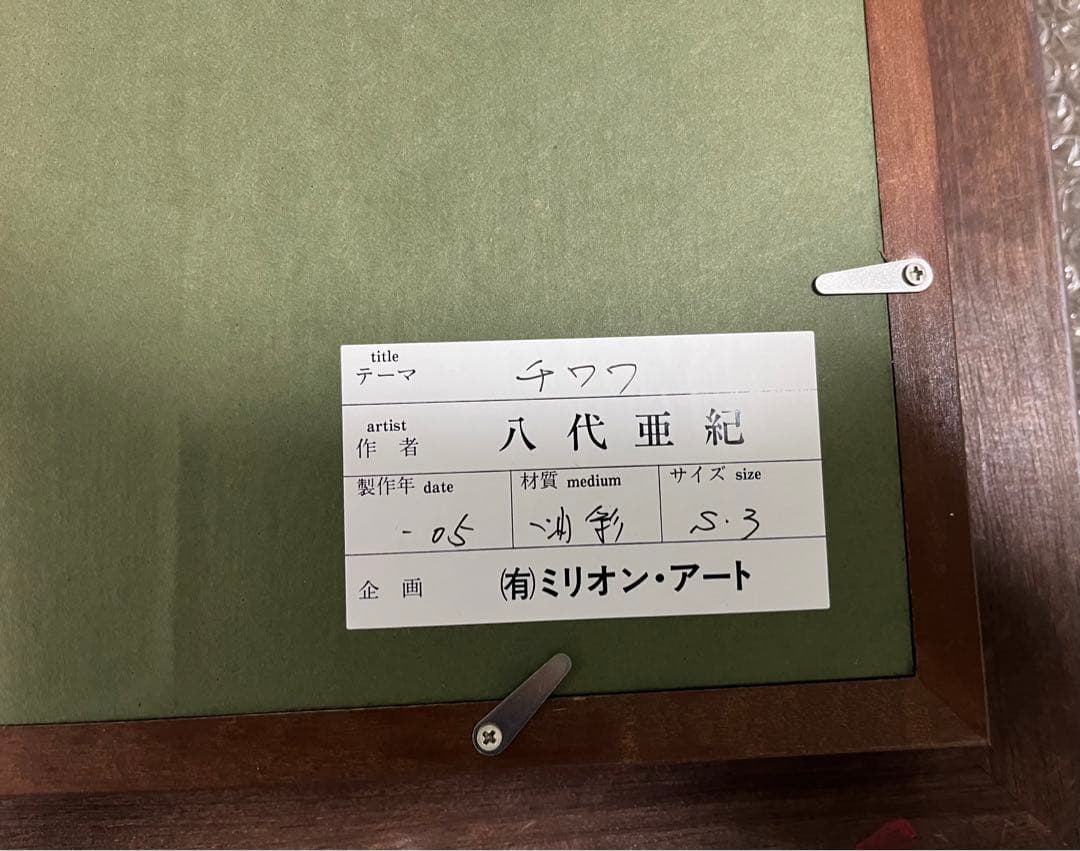 title
テーマ チワワ
artist
作者 八代亜紀
製作年 date 材質 medium サイズ size
-05 油彩 S.3
企画 ㈲ミリオン・アート